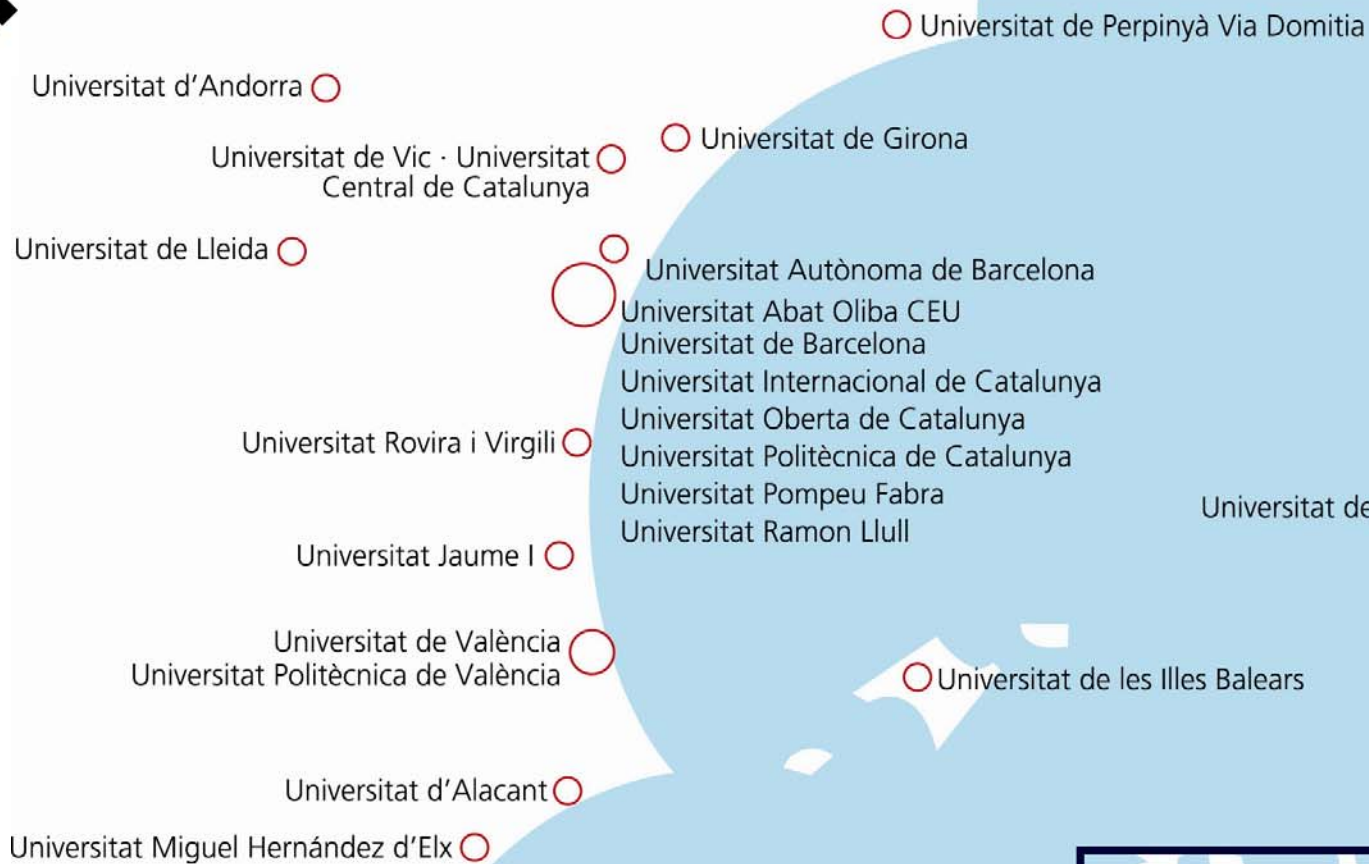 Universitat de Perpinyà Via Domitia
Universitat d'Andorra
Universitat de Girona
Universitat de Vic · Universitat
Central de Catalunya
Universitat de Lleida
Universitat Autònoma de Barcelona
Universitat Abat Oliba CEU
Universitat de Barcelona
Universitat Internacional de Catalunya
Universitat Oberta de Catalunya
Universitat Politècnica de Catalunya
Universitat Pompeu Fabra
Universitat Ramon Llull
Universitat Rovira i Virgili
Universitat de
Universitat Jaume I
Universitat de València
Universitat Politècnica de València
Universitat de les Illes Balears
Universitat d'Alacant
Universitat Miguel Hernández d'Elx